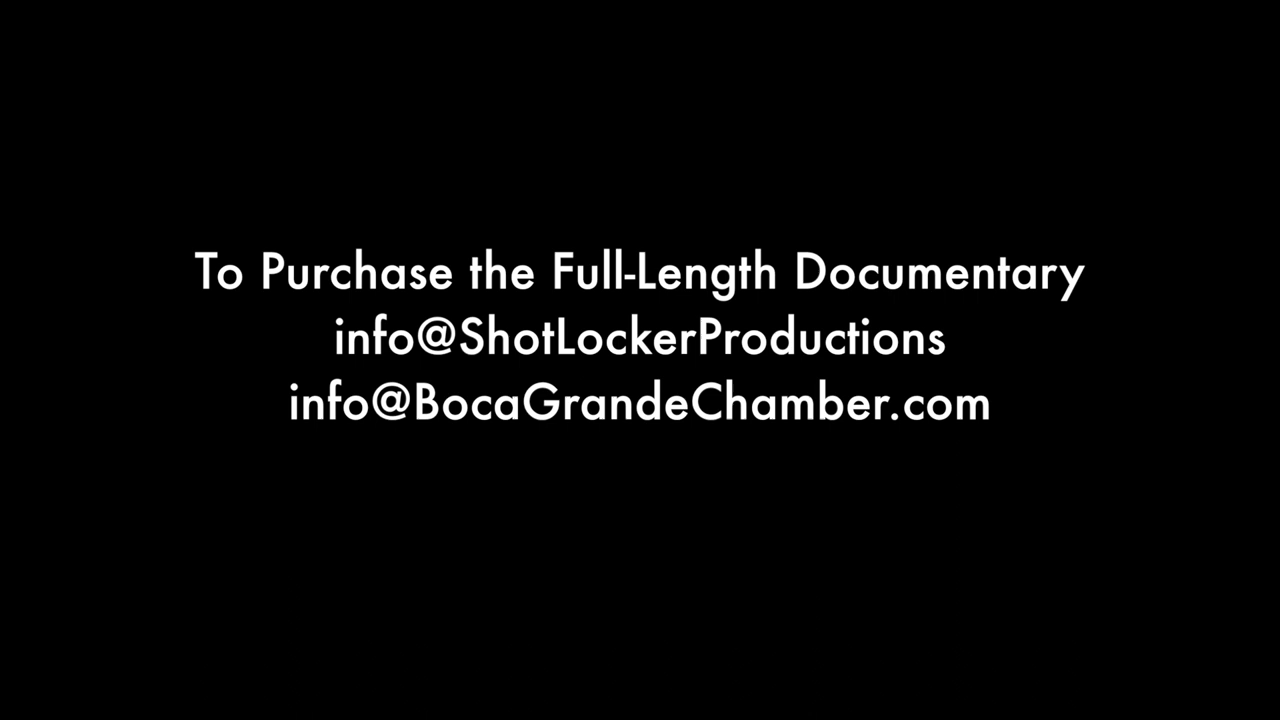 To Purchase the Full-Length Documentary
info@ShotLockerProductions
info@BocaGrandeChamber.com